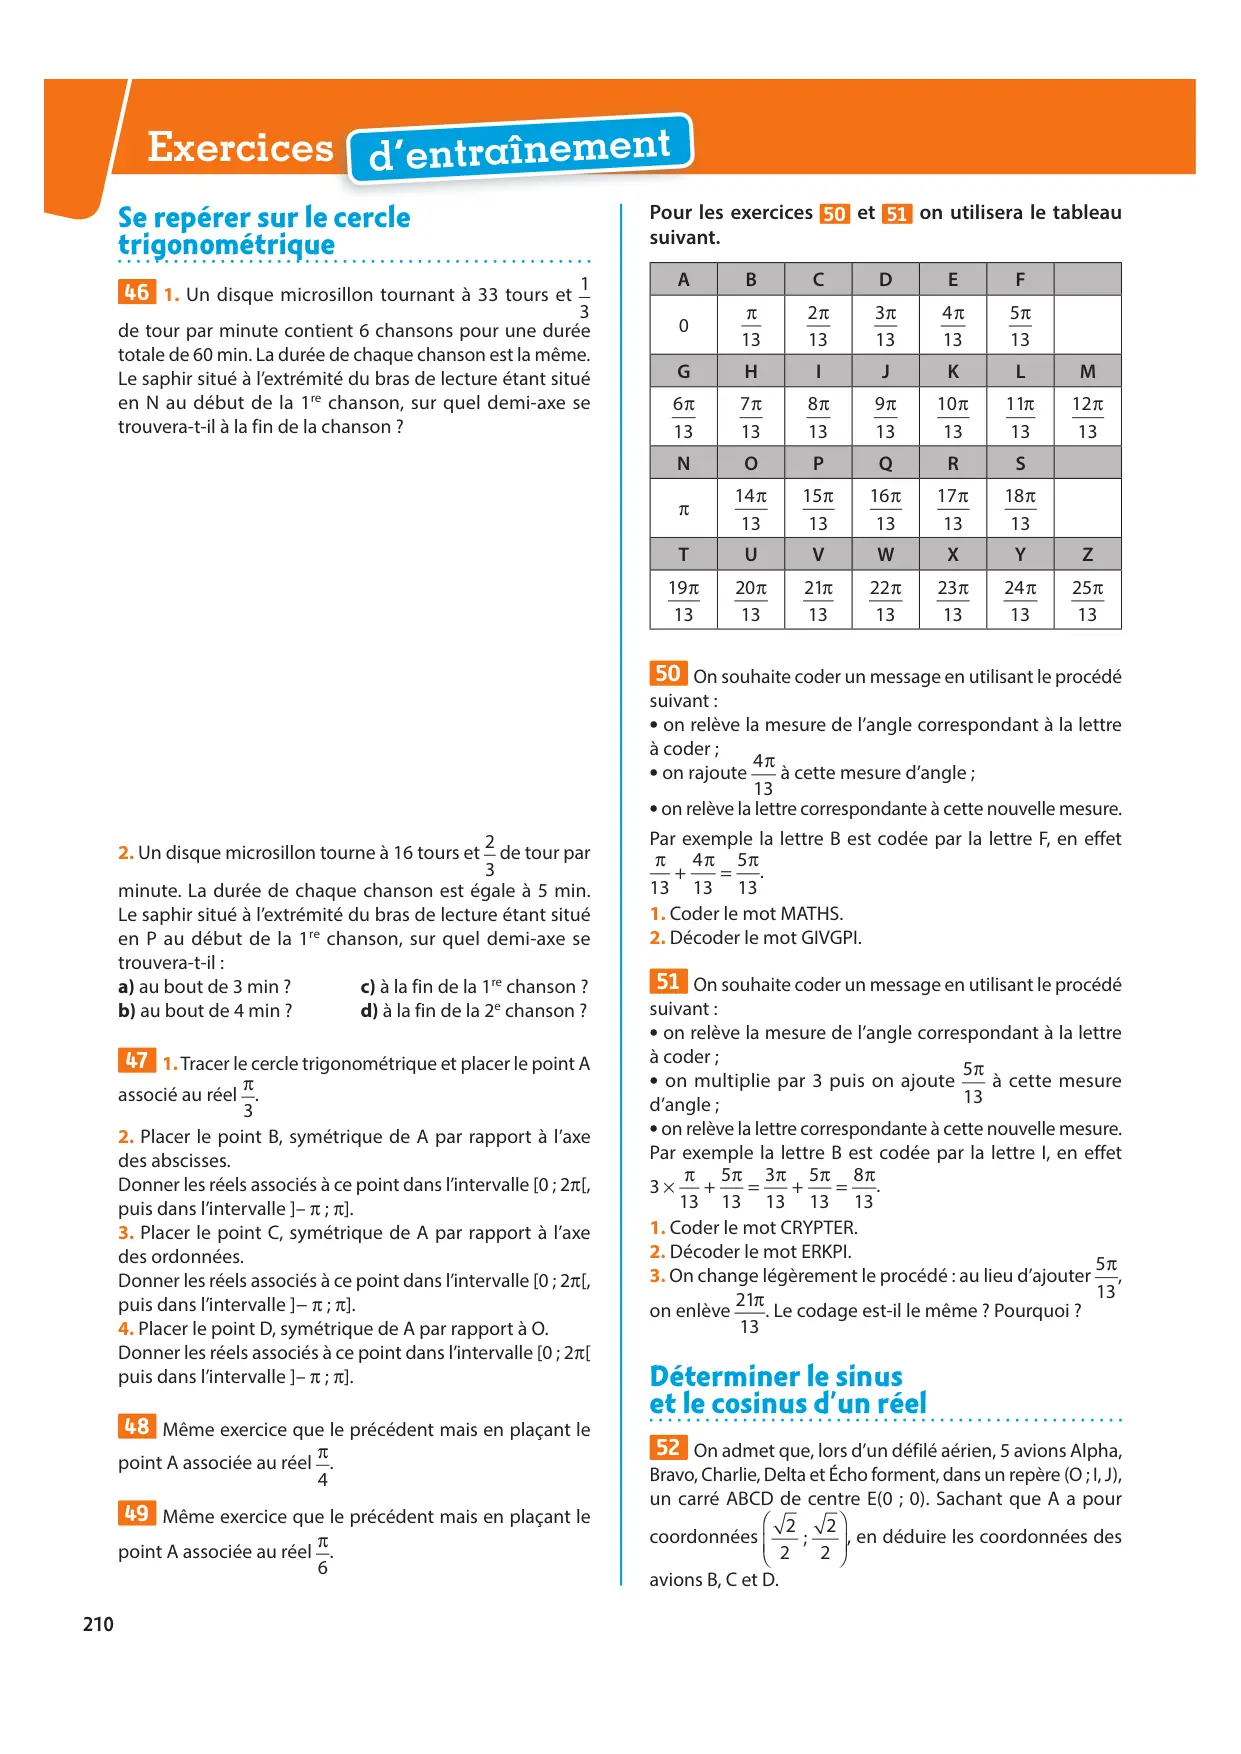 Exercices d'entraînement
Se repérer sur le cercle
trigonométrique
46 1. Un disque microsillon tournant à 33 tours et 1/3
de tour par minute contient 6 chansons pour une durée
totale de 60 min. La durée de chaque chanson est la même.
Le saphir situé à l'extrémité du bras de lecture étant situé
en N au début de la 1re chanson, sur quel demi-axe se
trouvera-t-il à la fin de la chanson ?
2. Un disque microsillon tourne à 16 tours et 2/3 de tour par
minute. La durée de chaque chanson est égale à 5 min.
Le saphir situé à l'extrémité du bras de lecture étant situé
en P au début de la 1re chanson, sur quel demi-axe se
trouvera-t-il :
a) au bout de 3 min ? c) à la fin de la 1re chanson ?
b) au bout de 4 min ? d) à la fin de la 2e chanson ?
47 1. Tracer le cercle trigonométrique et placer le point A
associé au réel π/3.
2. Placer le point B, symétrique de A par rapport à l'axe
des abscisses.
Donner les réels associés à ce point dans l'intervalle [0 ; 2π[,
puis dans l'intervalle ]– π ; π].
3. Placer le point C, symétrique de A par rapport à l'axe
des ordonnées.
Donner les réels associés à ce point dans l'intervalle [0 ; 2π[,
puis dans l'intervalle ]– π ; π].
4. Placer le point D, symétrique de A par rapport à O.
Donner les réels associés à ce point dans l'intervalle [0 ; 2π[
puis dans l'intervalle ]– π ; π].
48 Même exercice que le précédent mais en plaçant le
point A associée au réel π/4.
49 Même exercice que le précédent mais en plaçant le
point A associée au réel π/6.
210
Pour les exercices 50 et 51 on utilisera le tableau
suivant.
A B C D E F
0 π/13 2π/13 3π/13 4π/13 5π/13
G H I J K L M
6π/13 7π/13 8π/13 9π/13 10π/13 11π/13 12π/13
N O P Q R S
π 14π/13 15π/13 16π/13 17π/13 18π/13
T U V W X Y Z
19π/13 20π/13 21π/13 22π/13 23π/13 24π/13 25π/13
50 On souhaite coder un message en utilisant le procédé
suivant :
• on relève la mesure de l'angle correspondant à la lettre
à coder ;
• on rajoute 4π/13 à cette mesure d'angle ;
• on relève la lettre correspondante à cette nouvelle mesure.
Par exemple la lettre B est codée par la lettre F, en effet
π/13 + 4π/13 = 5π/13.
1. Coder le mot MATHS.
2. Décoder le mot GIVGPI.
51 On souhaite coder un message en utilisant le procédé
suivant :
• on relève la mesure de l'angle correspondant à la lettre
à coder ;
• on multiplie par 3 puis on ajoute 5π/13 à cette mesure
d'angle ;
• on relève la lettre correspondante à cette nouvelle mesure.
Par exemple la lettre B est codée par la lettre I, en effet
3 × π/13 + 5π/13 = 3π/13 + 5π/13 = 8π/13.
1. Coder le mot CRYPTER.
2. Décoder le mot ERKPI.
3. On change légèrement le procédé : au lieu d'ajouter 5π/13,
on enlève 21π/13. Le codage est-il le même ? Pourquoi ?
Déterminer le sinus
et le cosinus d'un réel
52 On admet que, lors d'un défilé aérien, 5 avions Alpha,
Bravo, Charlie, Delta et Écho forment, dans un repère (O ; I, J),
un carré ABCD de centre E(0 ; 0). Sachant que A a pour
coordonnées (√2/2 ; √2/2), en déduire les coordonnées des
avions B, C et D.